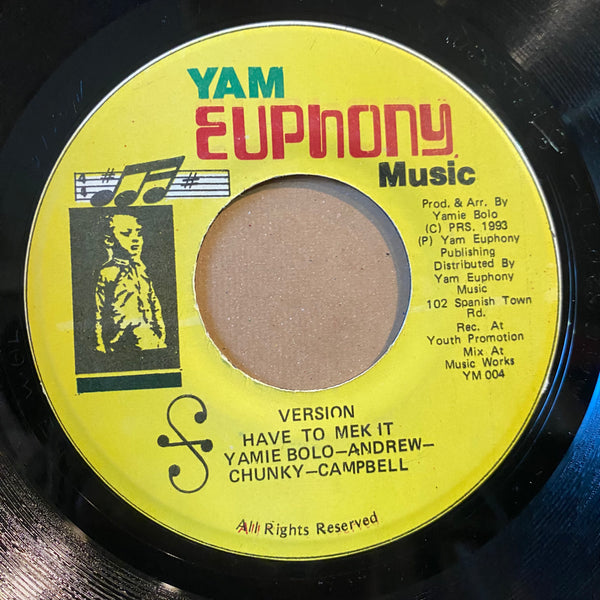 YAM
EUPHONY
Music
4
4
Prod. & Arr. By
Yamie Bolo
(C) PRS. 1993
(P) Yam Euphony
Publishing
Distributed By
Yam Euphony
Music
102 Spanish Town
Rd.
Rec. At
Youth Promotion
Mix At
Music Works
YM 004
VERSION
HAVE TO MEK IT
YAMIE BOLO—ANDREW—
CHUNKY—CAMPBELL
All Rights Reserved